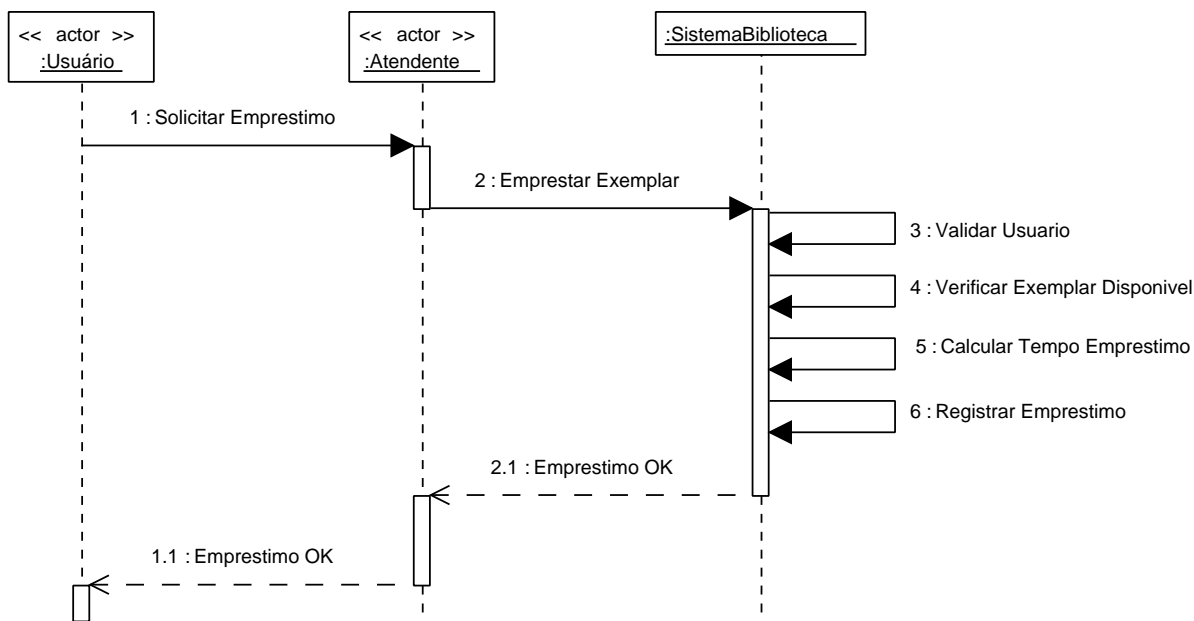 << actor >>
:Usuário
<< actor >>
:Atendente
:SistemaBiblioteca
1 : Solicitar Emprestimo
2 : Emprestar Exemplar
3 : Validar Usuario
4 : Verificar Exemplar Disponivel
5 : Calcular Tempo Emprestimo
6 : Registrar Emprestimo
2.1 : Emprestimo OK
1.1 : Emprestimo OK